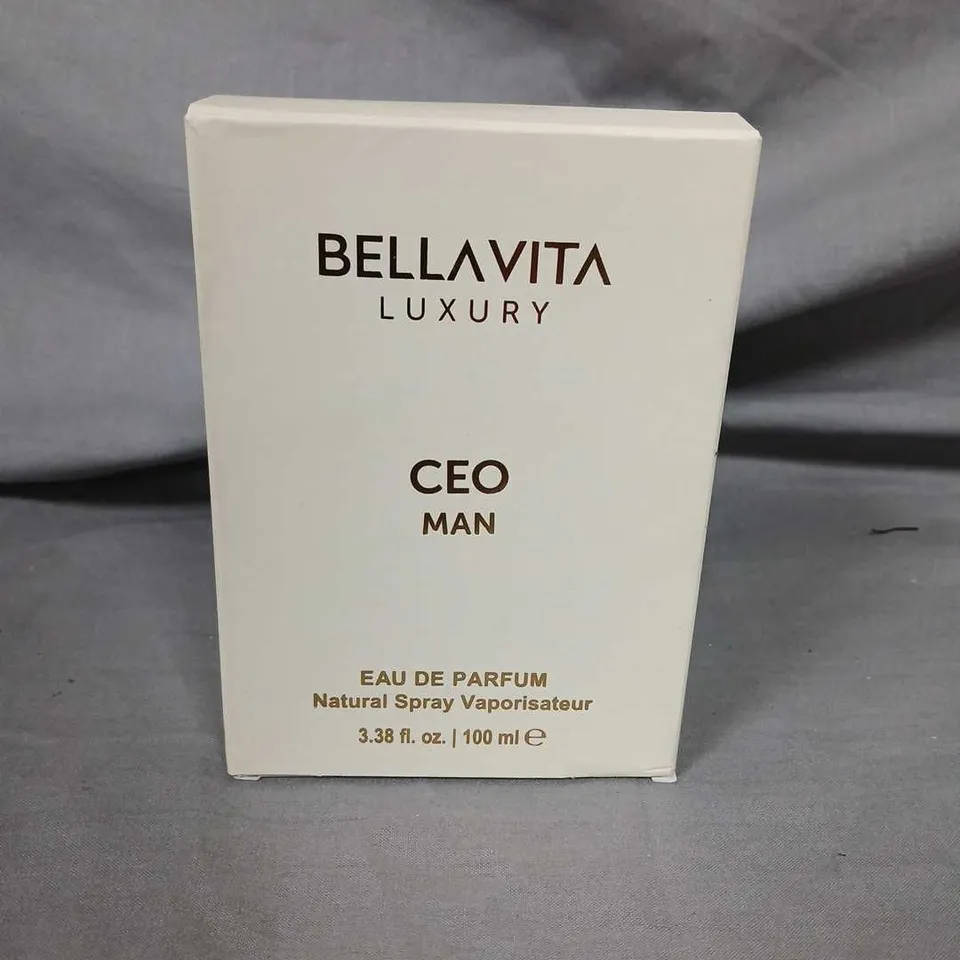 BELLAVITA
LUXURY
CEO
MAN
EAU DE PARFUM
Natural Spray Vaporisateur
3.38 fl. oz. | 100 ml ℮